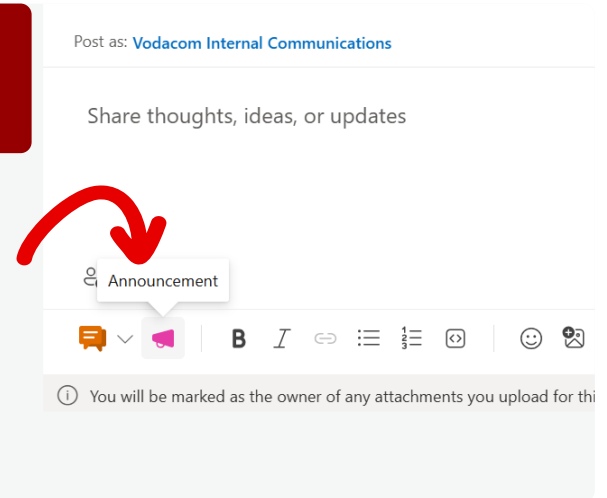 Post as: Vodacom Internal Communications
Share thoughts, ideas, or updates
Announcement
B I
You will be marked as the owner of any attachments you upload for thi